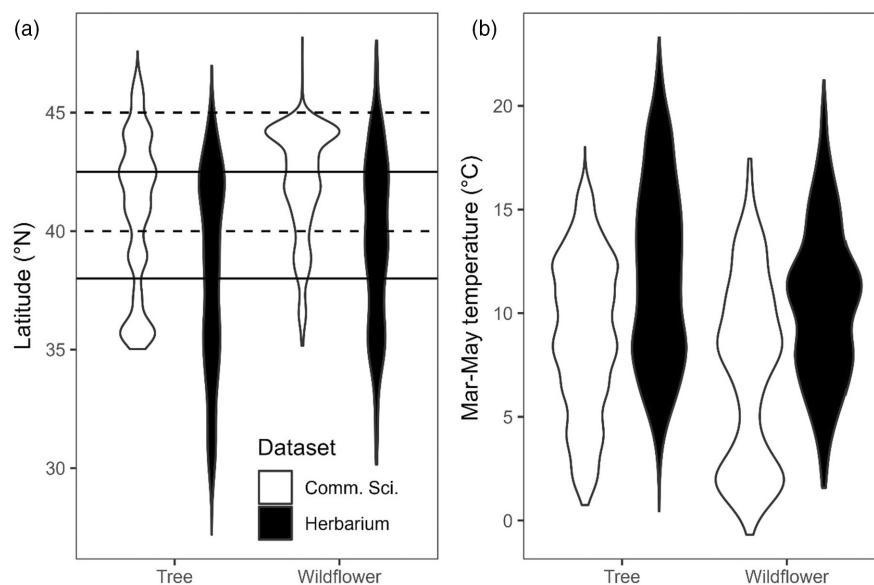 (a)
Latitude (°N)
45
40
35
30
Dataset
Comm. Sci.
Herbarium
Tree
Wildflower
(b)
Mar-May temperature (°C)
20
15
10
5
0
Tree
Wildflower